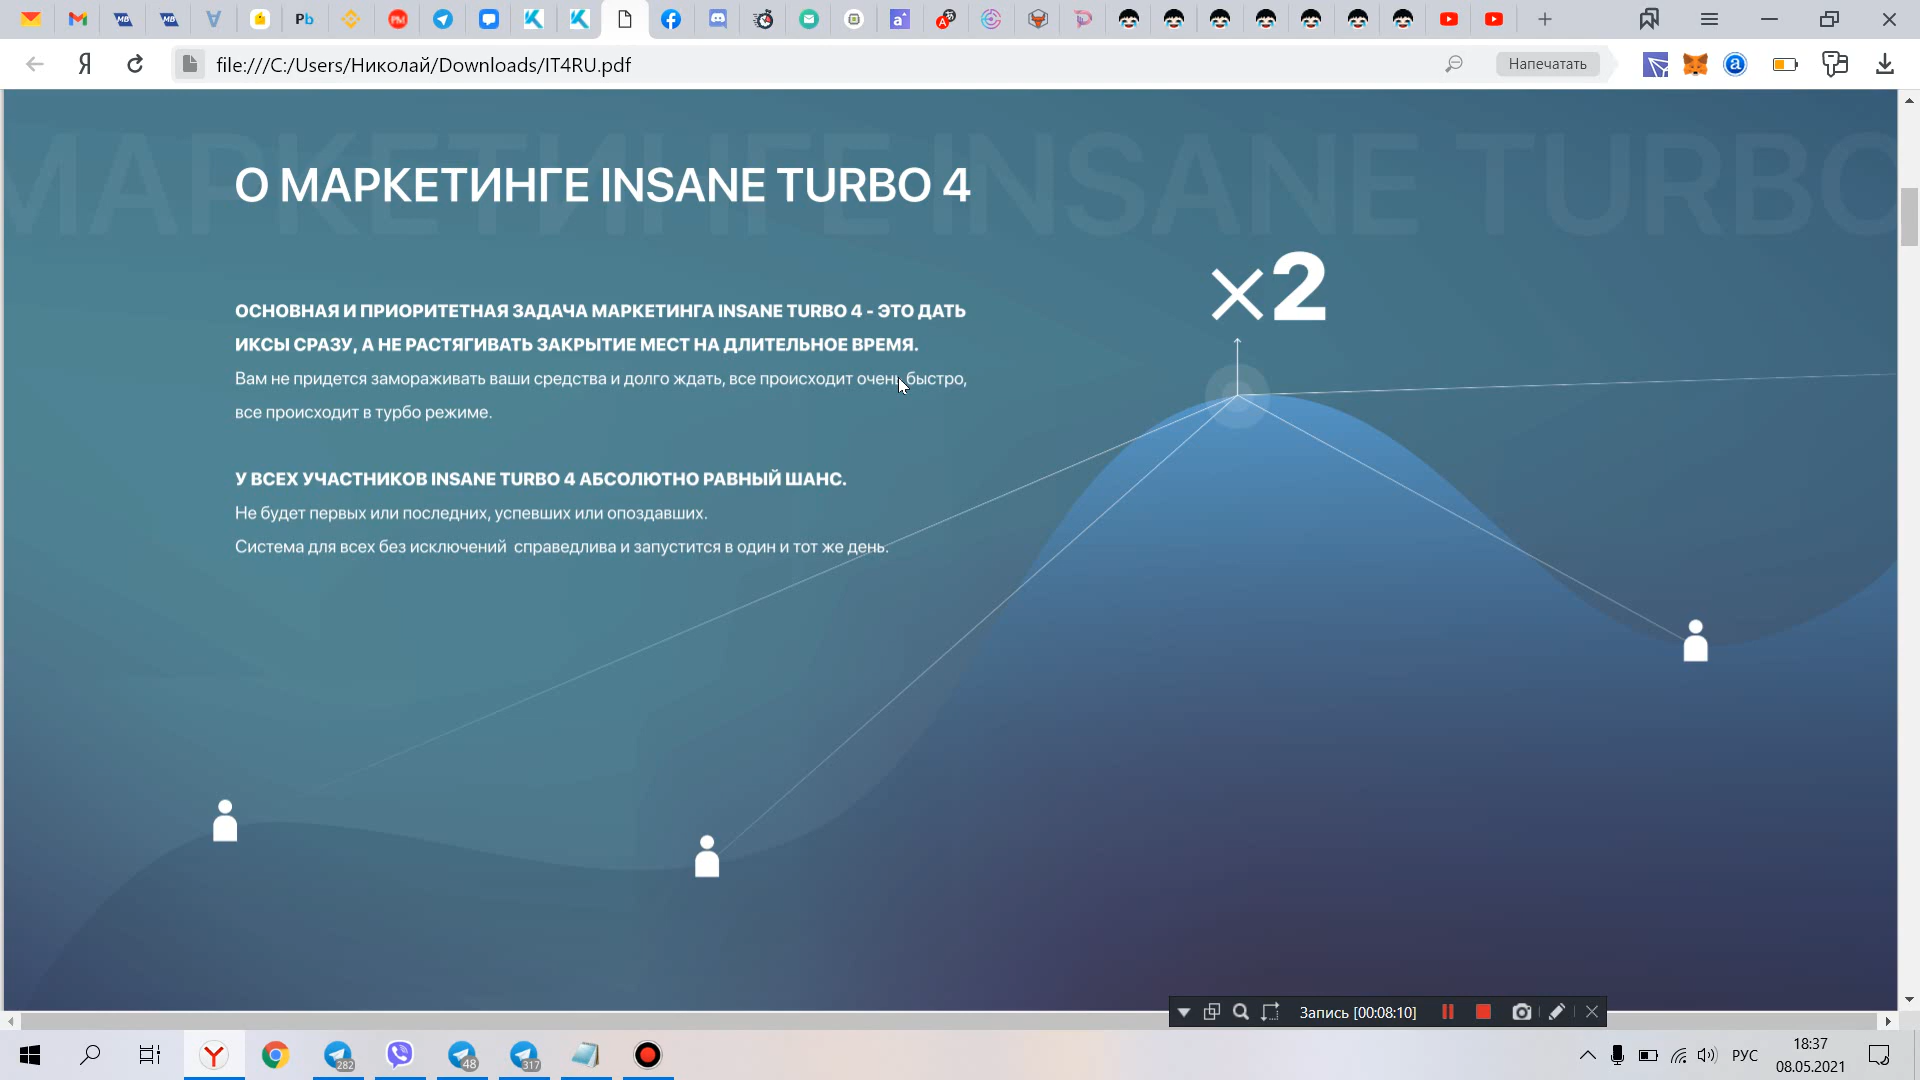 Pb
file:///C:/Users/Николай/Downloads/IT4RU.pdf
Напечатать
МАРКЕТИНГЕ INSANE TURBO
О МАРКЕТИНГЕ INSANE TURBO 4
×2
ОСНОВНАЯ И ПРИОРИТЕТНАЯ ЗАДАЧА МАРКЕТИНГА INSANE TURBO 4 - ЭТО ДАТЬ
ИКСЫ СРАЗУ, А НЕ РАСТЯГИВАТЬ ЗАКРЫТИЕ МЕСТ НА ДЛИТЕЛЬНОЕ ВРЕМЯ.
Вам не придется замораживать ваши средства и долго ждать, все происходит очень быстро,
все происходит в турбо режиме.
У ВСЕХ УЧАСТНИКОВ INSANE TURBO 4 АБСОЛЮТНО РАВНЫЙ ШАНС.
Не будет первых или последних, успевших или опоздавших.
Система для всех без исключений справедлива и запустится в один и тот же день.
Запись [00:08:10]
282
48
317
РУС
18:37
08.05.2021